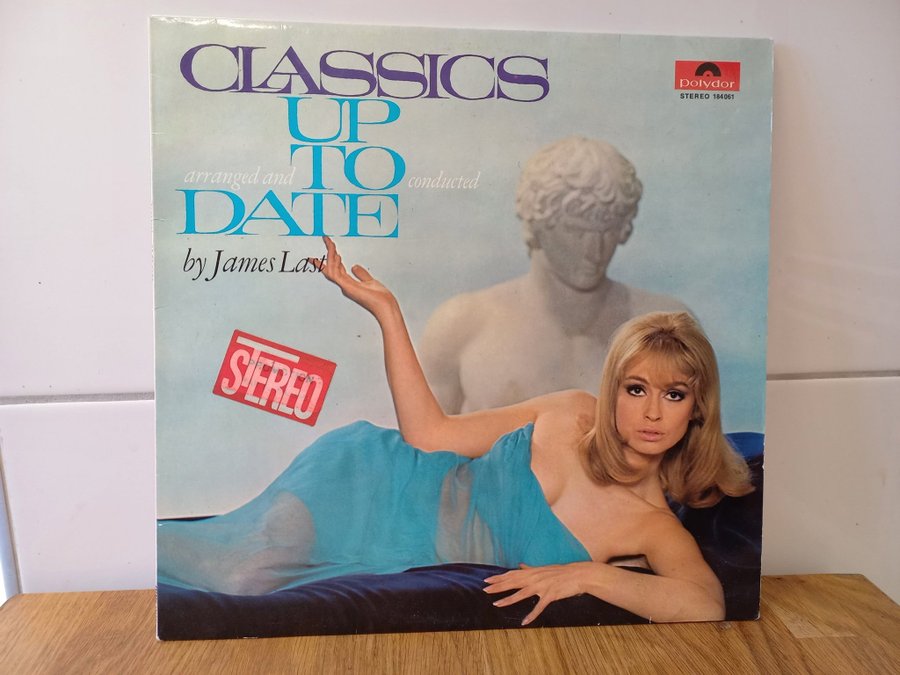 CLASSICS
UP
arranged and TO conducted
DATE
by James Last
polydor
STEREO 184061
STEREO